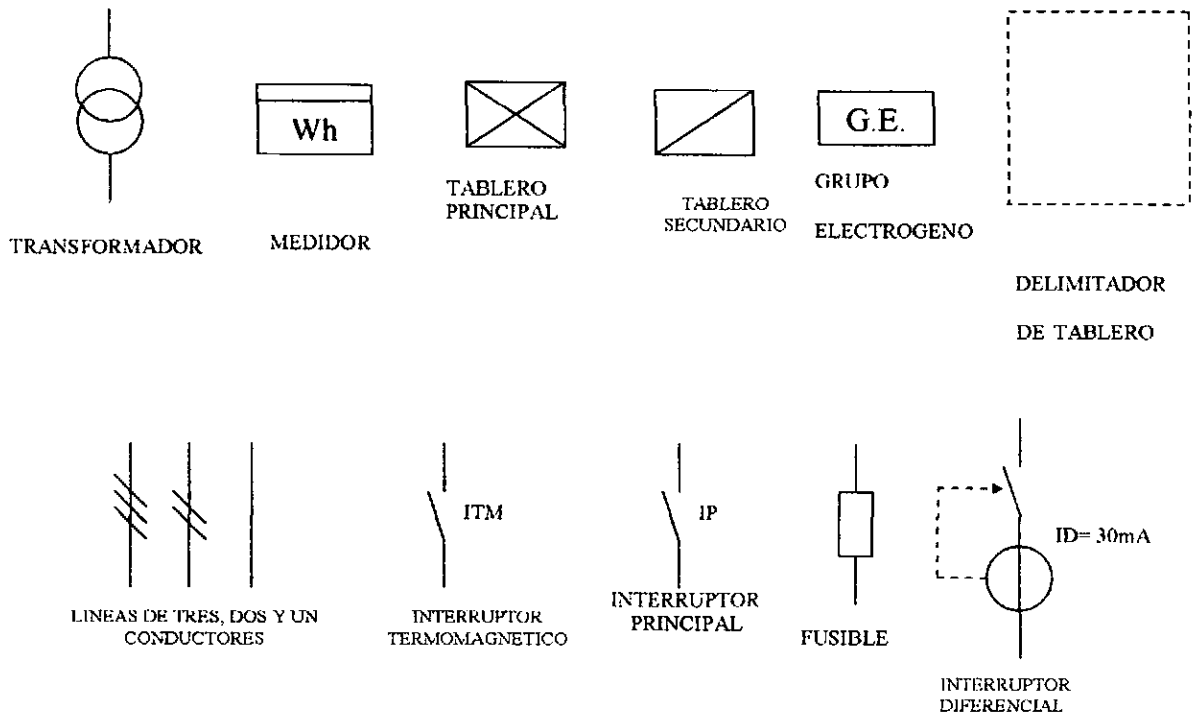 Wh
G.E.
TRANSFORMADOR
MEDIDOR
TABLERO
PRINCIPAL
TABLERO
SECUNDARIO
GRUPO
ELECTROGENO
DELIMITADOR
DE TABLERO
ITM
IP
ID= 30mA
LINEAS DE TRES, DOS Y UN
CONDUCTORES
INTERRUPTOR
TERMOMAGNETICO
INTERRUPTOR
PRINCIPAL
FUSIBLE
INTERRUPTOR
DIFERENCIAL